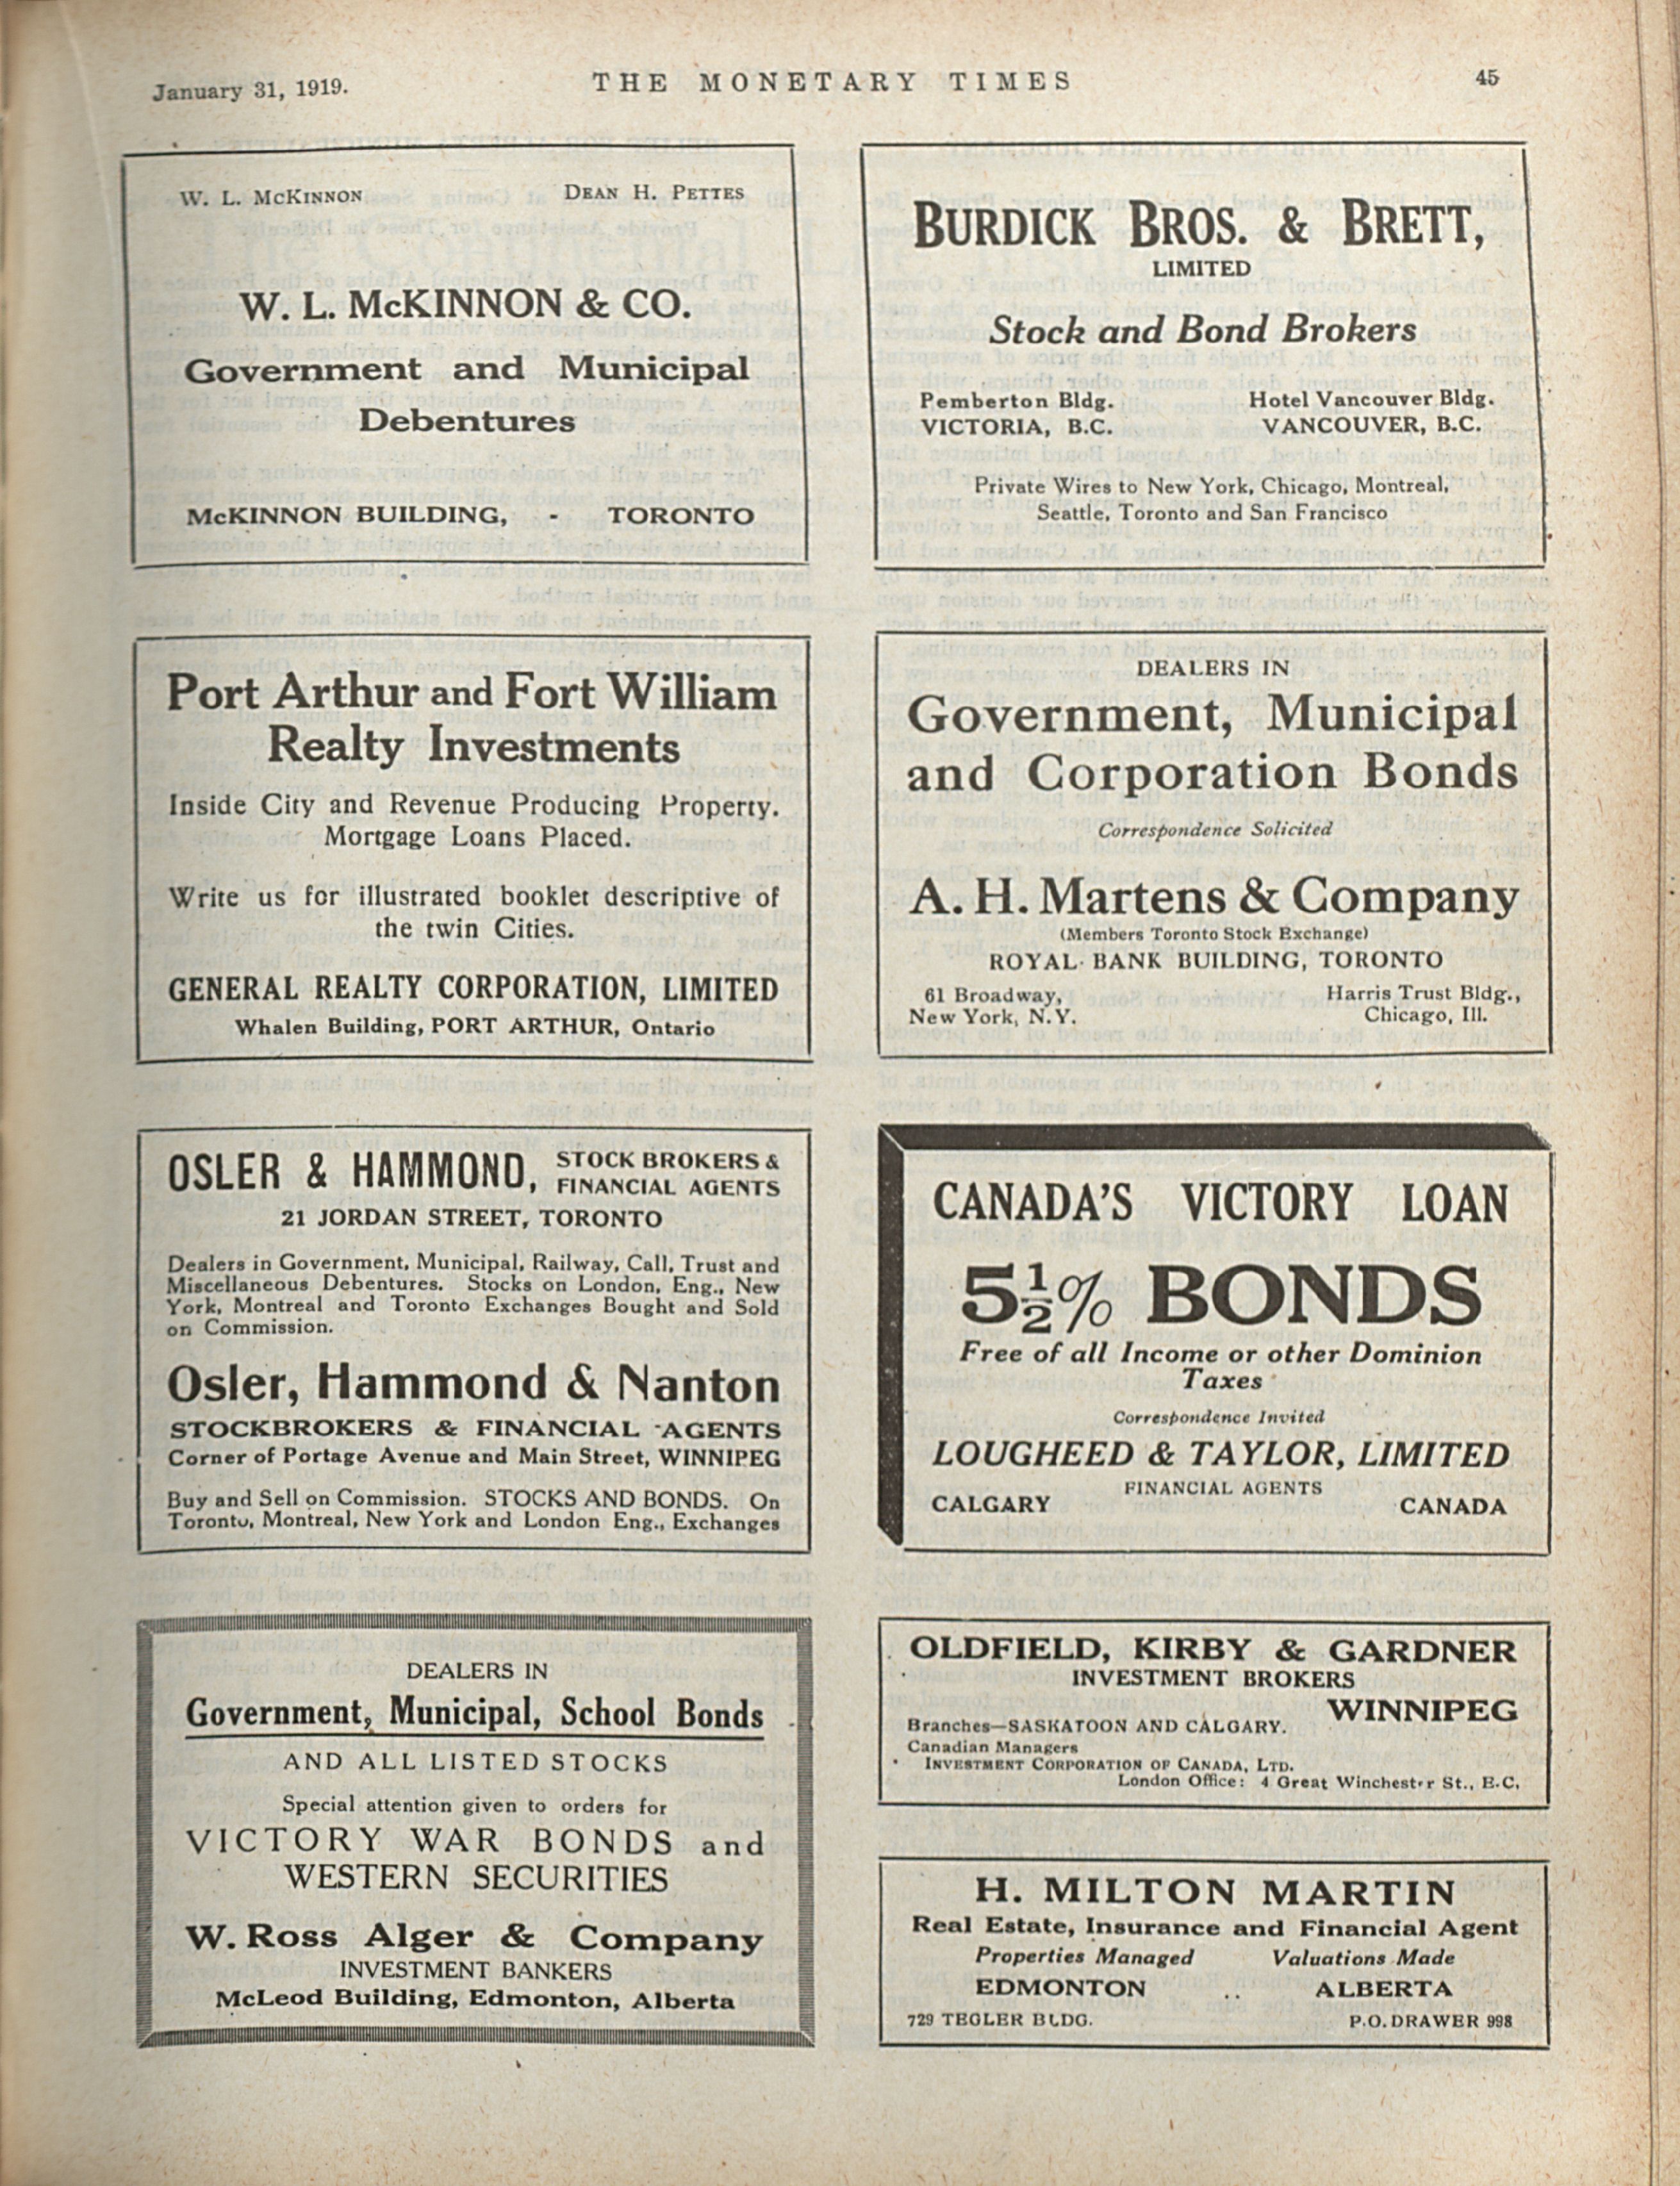 January 31, 1919.
THE MONETARY TIMES
45
W. L. McKINNON DEAN H. PETTES
W. L. McKINNON & CO.
Government and Municipal
Debentures
McKINNON BUILDING, - TORONTO
BURDICK BROS. & BRETT,
LIMITED
Stock and Bond Brokers
Pemberton Bldg. Hotel Vancouver Bldg.
VICTORIA, B.C. VANCOUVER, B.C.
Private Wires to New York, Chicago, Montreal,
Seattle, Toronto and San Francisco
Port Arthur and Fort William
Realty Investments
Inside City and Revenue Producing Property.
Mortgage Loans Placed.
Write us for illustrated booklet descriptive of
the twin Cities.
GENERAL REALTY CORPORATION, LIMITED
Whalen Building, PORT ARTHUR, Ontario
DEALERS IN
Government, Municipal
and Corporation Bonds
Correspondence Solicited
A. H. Martens & Company
(Members Toronto Stock Exchange)
ROYAL BANK BUILDING, TORONTO
61 Broadway, Harris Trust Bldg.,
New York, N.Y. Chicago, Ill.
OSLER & HAMMOND, STOCK BROKERS &
FINANCIAL AGENTS
21 JORDAN STREET, TORONTO
Dealers in Government, Municipal, Railway, Call, Trust and
Miscellaneous Debentures. Stocks on London, Eng., New
York, Montreal and Toronto Exchanges Bought and Sold
on Commission.
Osler, Hammond & Nanton
STOCKBROKERS & FINANCIAL AGENTS
Corner of Portage Avenue and Main Street, WINNIPEG
Buy and Sell on Commission. STOCKS AND BONDS. On
Toronto, Montreal, New York and London Eng., Exchanges
CANADA'S VICTORY LOAN
5½% BONDS
Free of all Income or other Dominion
Taxes
Correspondence Invited
LOUGHEED & TAYLOR, LIMITED
FINANCIAL AGENTS
CALGARY CANADA
DEALERS IN
Government, Municipal, School Bonds
AND ALL LISTED STOCKS
Special attention given to orders for
VICTORY WAR BONDS and
WESTERN SECURITIES
W. Ross Alger & Company
INVESTMENT BANKERS
McLeod Building, Edmonton, Alberta
OLDFIELD, KIRBY & GARDNER
INVESTMENT BROKERS
WINNIPEG
Branches—SASKATOON AND CALGARY.
Canadian Managers
INVESTMENT CORPORATION OF CANADA, LTD.
London Office: 4 Great Winchester St., E.C.
H. MILTON MARTIN
Real Estate, Insurance and Financial Agent
Properties Managed Valuations Made
EDMONTON .. ALBERTA
729 TEGLER BLDG. P.O. DRAWER 998